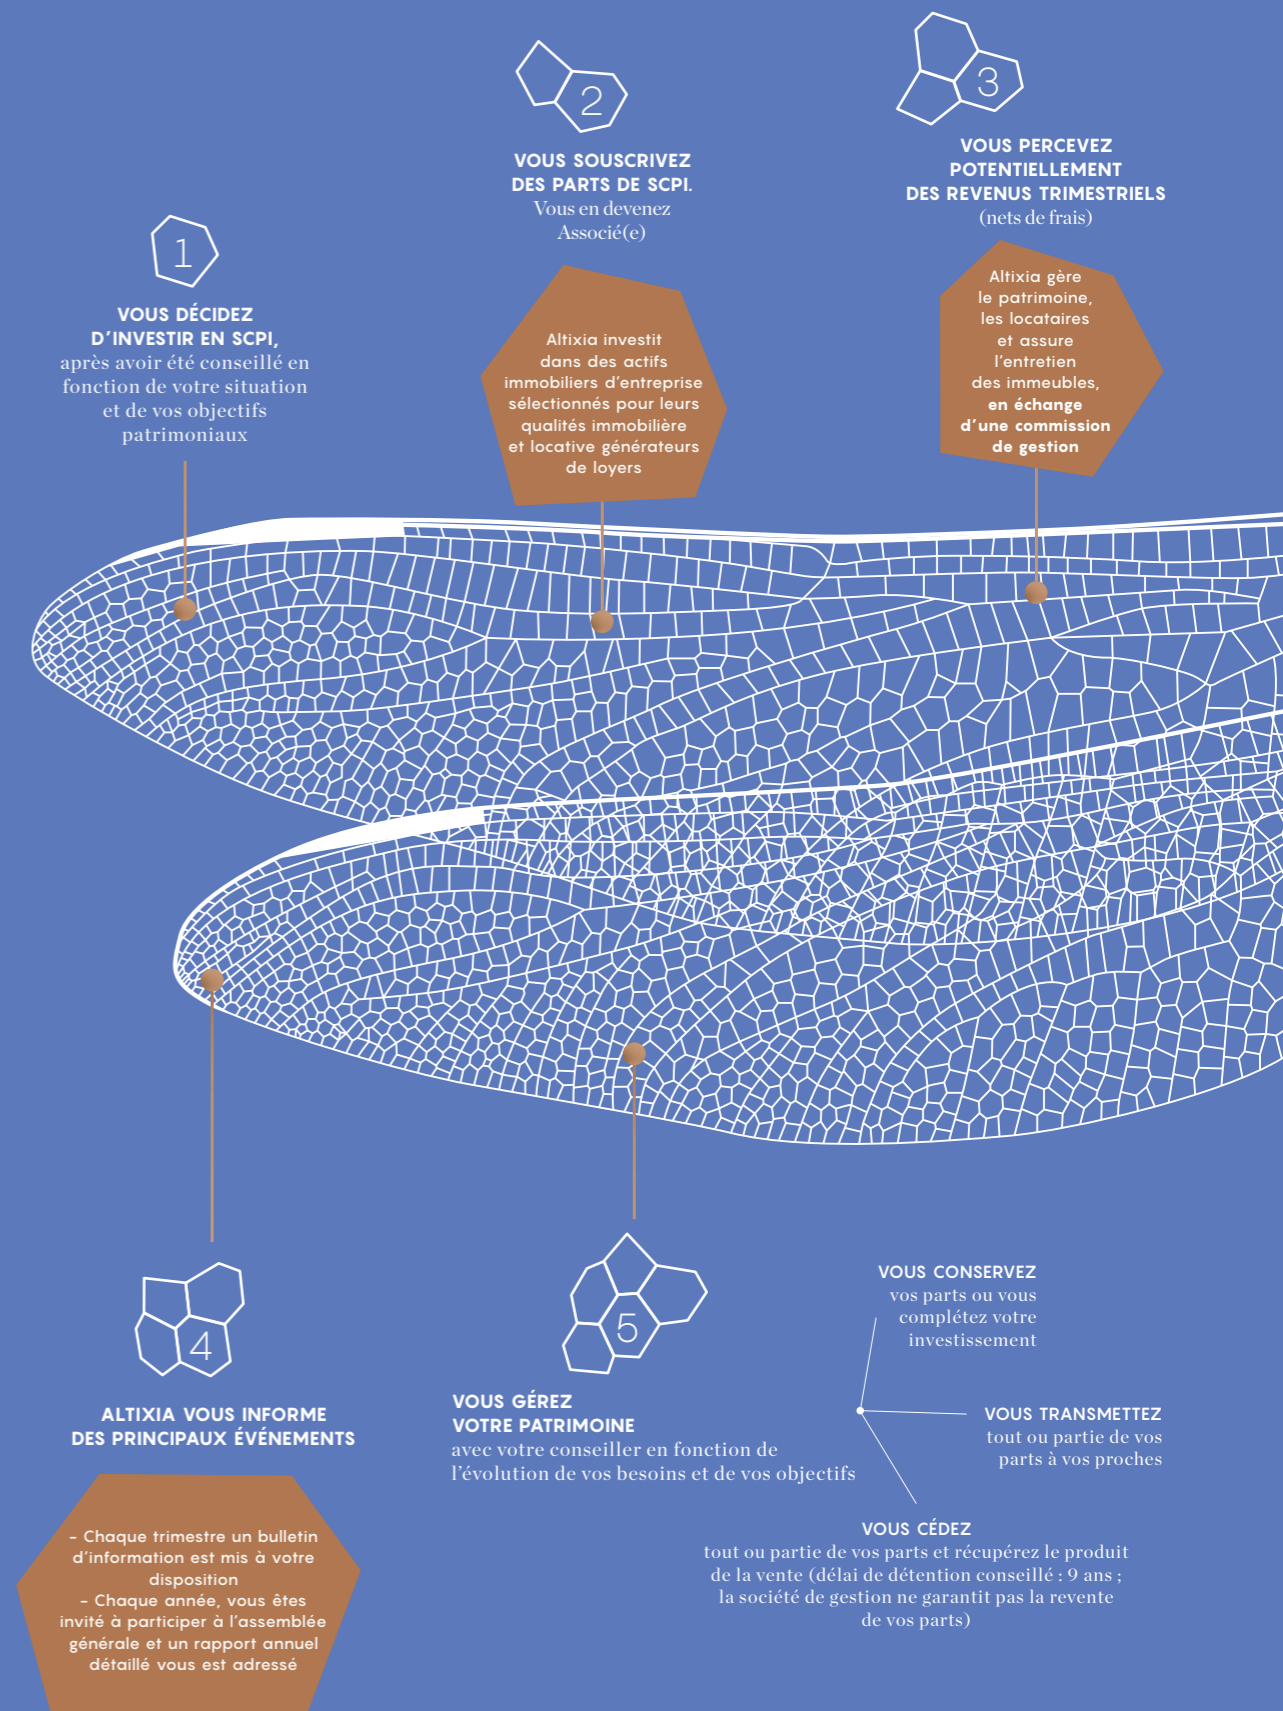 1
VOUS DÉCIDEZ
D'INVESTIR EN SCPI,
après avoir été conseillé en
fonction de votre situation
et de vos objectifs
patrimoniaux
2
VOUS SOUSCRIVEZ
DES PARTS DE SCPI.
Vous en devenez
Associé(e)
Altixia investit
dans des actifs
immobiliers d'entreprise
sélectionnés pour leurs
qualités immobilière
et locative générateurs
de loyers
3
VOUS PERCEVEZ
POTENTIELLEMENT
DES REVENUS TRIMESTRIELS
(nets de frais)
Altixia gère
le patrimoine,
les locataires
et assure
l'entretien
des immeubles,
en échange
d'une commission
de gestion
4
ALTIXIA VOUS INFORME
DES PRINCIPAUX ÉVÉNEMENTS
- Chaque trimestre un bulletin
d'information est mis à votre
disposition
- Chaque année, vous êtes
invité à participer à l'assemblée
générale et un rapport annuel
détaillé vous est adressé
5
VOUS GÉREZ
VOTRE PATRIMOINE
avec votre conseiller en fonction de
l'évolution de vos besoins et de vos objectifs
VOUS CONSERVEZ
vos parts ou vous
complétez votre
investissement
VOUS TRANSMETTEZ
tout ou partie de vos
parts à vos proches
VOUS CÉDEZ
tout ou partie de vos parts et récupérez le produit
de la vente (délai de détention conseillé : 9 ans ;
la société de gestion ne garantit pas la revente
de vos parts)